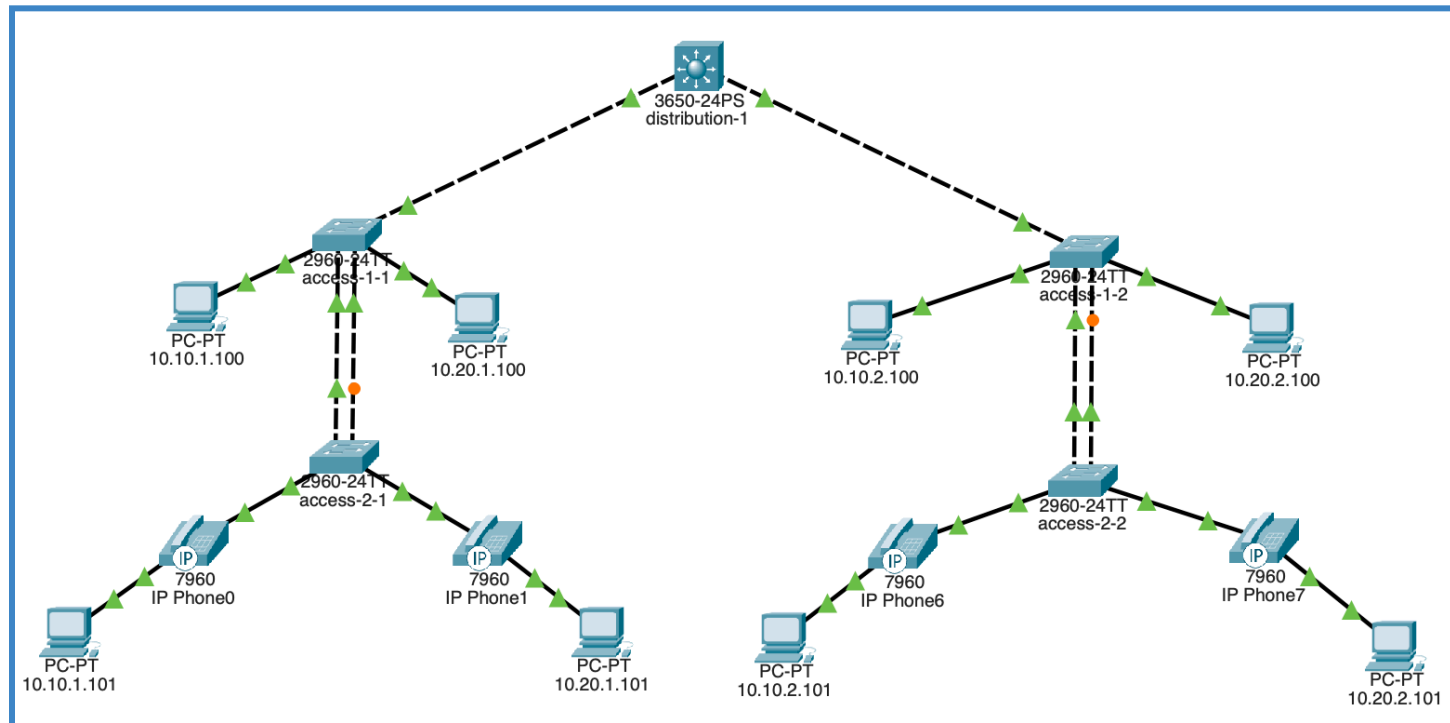 3650-24PS
distribution-1
2960-24TT
access-1-1
2960-24TT
access-1-2
PC-PT
10.10.1.100
PC-PT
10.20.1.100
PC-PT
10.10.2.100
PC-PT
10.20.2.100
2960-24TT
access-2-1
2960-24TT
access-2-2
IP
7960
IP Phone0
IP
7960
IP Phone1
IP
7960
IP Phone6
IP
7960
IP Phone7
PC-PT
10.10.1.101
PC-PT
10.20.1.101
PC-PT
10.10.2.101
PC-PT
10.20.2.101